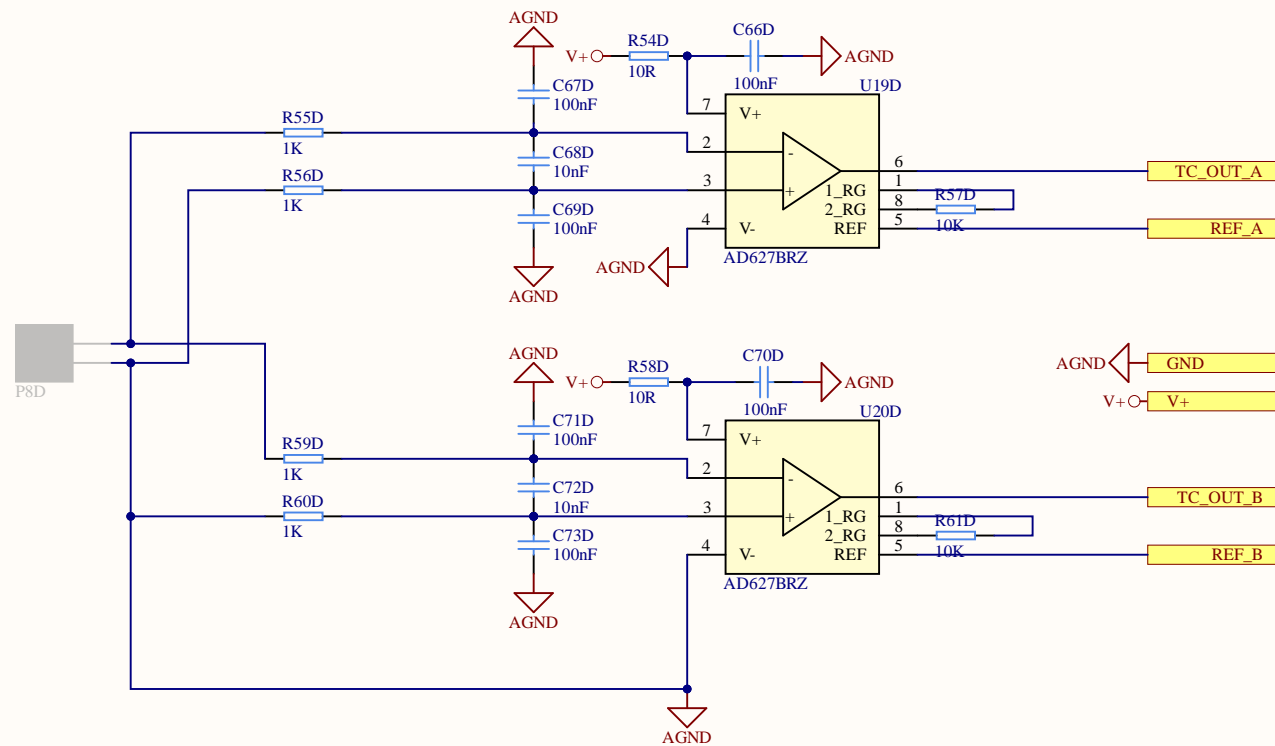 AGND
V+
R54D
10R
C66D
100nF
AGND
C67D
100nF
U19D
7
V+
R55D
1K
2
-
C68D
10nF
6
TC_OUT_A
R56D
1K
3
+
1_RG
1
C69D
100nF
2_RG
8
R57D
10K
4
V-
REF
5
REF_A
AGND
AGND
AD627BRZ
P8D
AGND
V+
R58D
10R
C70D
100nF
AGND
AGND
GND
V+
V+
C71D
100nF
U20D
7
V+
R59D
1K
2
-
C72D
10nF
6
TC_OUT_B
R60D
1K
3
+
1_RG
1
C73D
100nF
2_RG
8
R61D
10K
4
V-
REF
5
REF_B
AGND
AD627BRZ
AGND